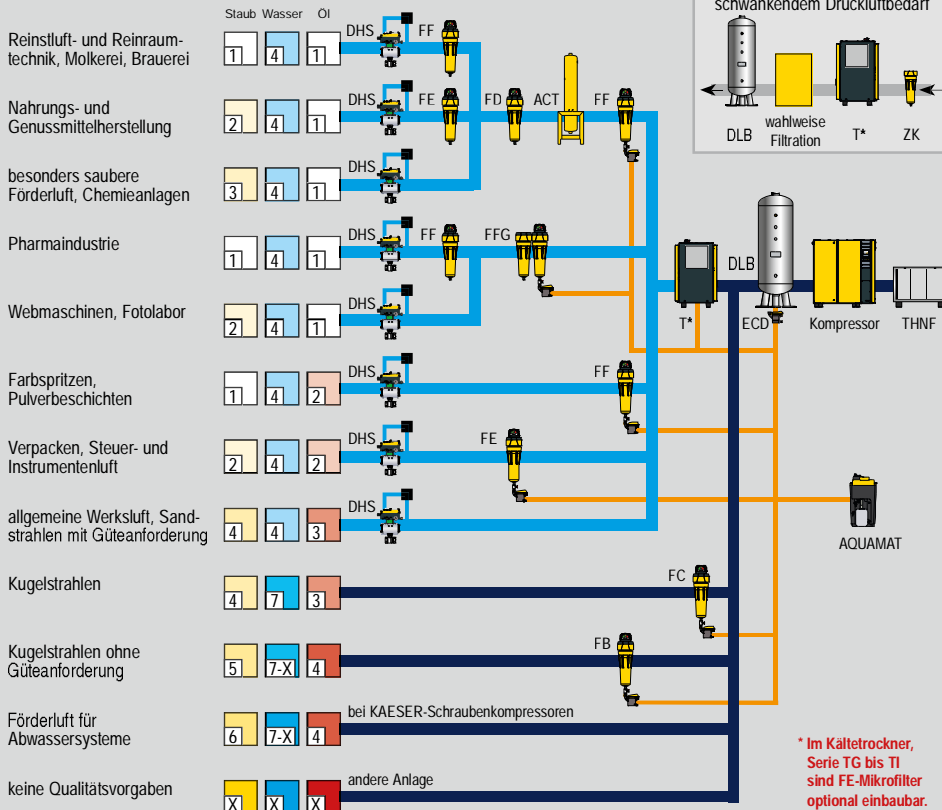 schwankendem Druckluftbedarf
DLB
wahlweise
Filtration
T*
ZK
Staub Wasser Öl
Reinstluft- und Reinraum-
technik, Molkerei, Brauerei
1 4 1
DHS FF
Nahrungs- und
Genussmittelherstellung
2 4 1
DHS FE FD ACT FF
besonders saubere
Förderluft, Chemieanlagen
3 4 1
DHS
Pharmaindustrie
1 4 1
DHS FF FFG
Webmaschinen, Fotolabor
2 4 1
DHS
T*
DLB
ECD
Kompressor
THNF
Farbspritzen,
Pulverbeschichten
1 4 2
DHS FF
Verpacken, Steuer- und
Instrumentenluft
2 4 2
DHS FE
allgemeine Werksluft, Sand-
strahlen mit Güteanforderung
4 4 3
DHS
AQUAMAT
Kugelstrahlen
4 7 3
FC
Kugelstrahlen ohne
Güteanforderung
5 7-X 4
FB
Förderluft für
Abwassersysteme
6 7-X 4
bei KAESER-Schraubenkompressoren
keine Qualitätsvorgaben
X X X
andere Anlage
* Im Kältetrockner,
Serie TG bis TI
sind FE-Mikrofilter
optional einbaubar.